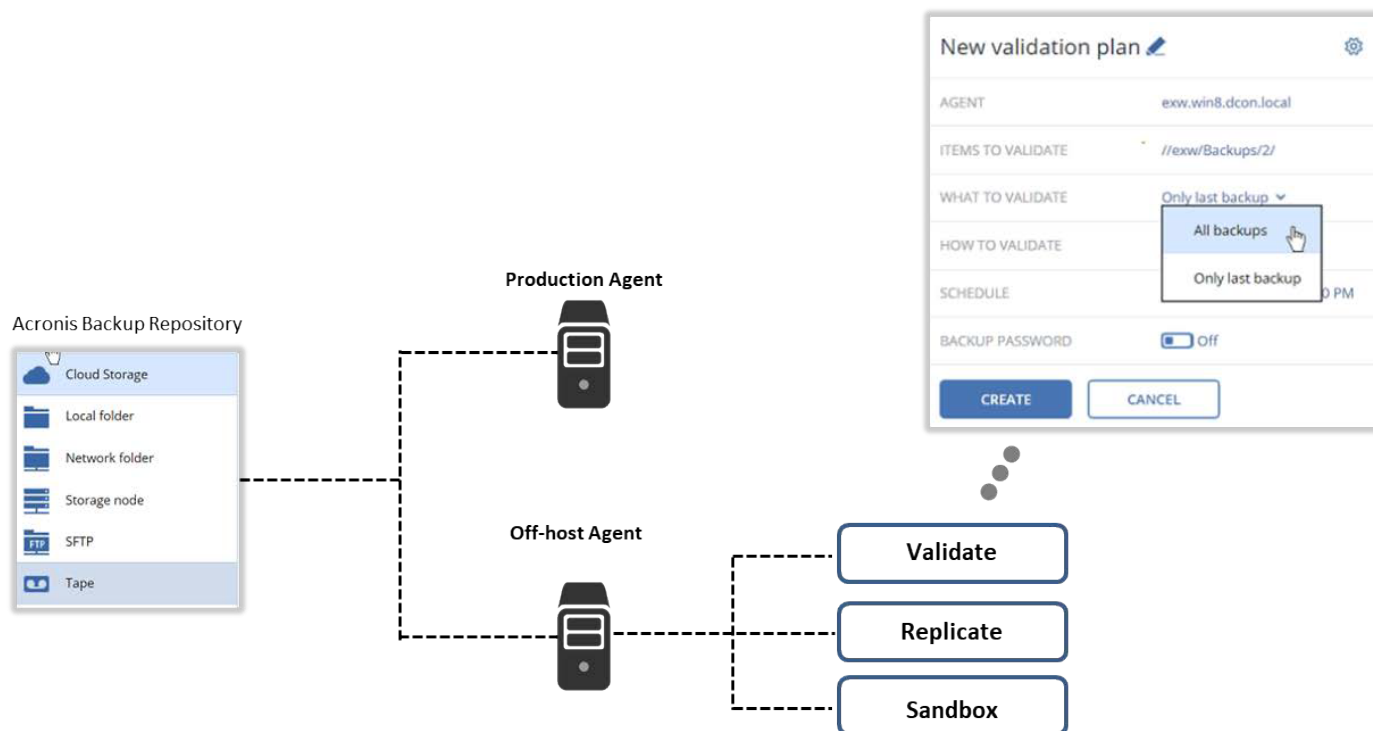 New validation plan
AGENT exw.win8.dcon.local
ITEMS TO VALIDATE //exw/Backups/2/
WHAT TO VALIDATE Only last backup
All backups
HOW TO VALIDATE
Only last backup
SCHEDULE 0 PM
BACKUP PASSWORD Off
CREATE CANCEL
Production Agent
Acronis Backup Repository
Cloud Storage
Local folder
Network folder
Storage node
FTP SFTP
Tape
Off-host Agent
Validate
Replicate
Sandbox